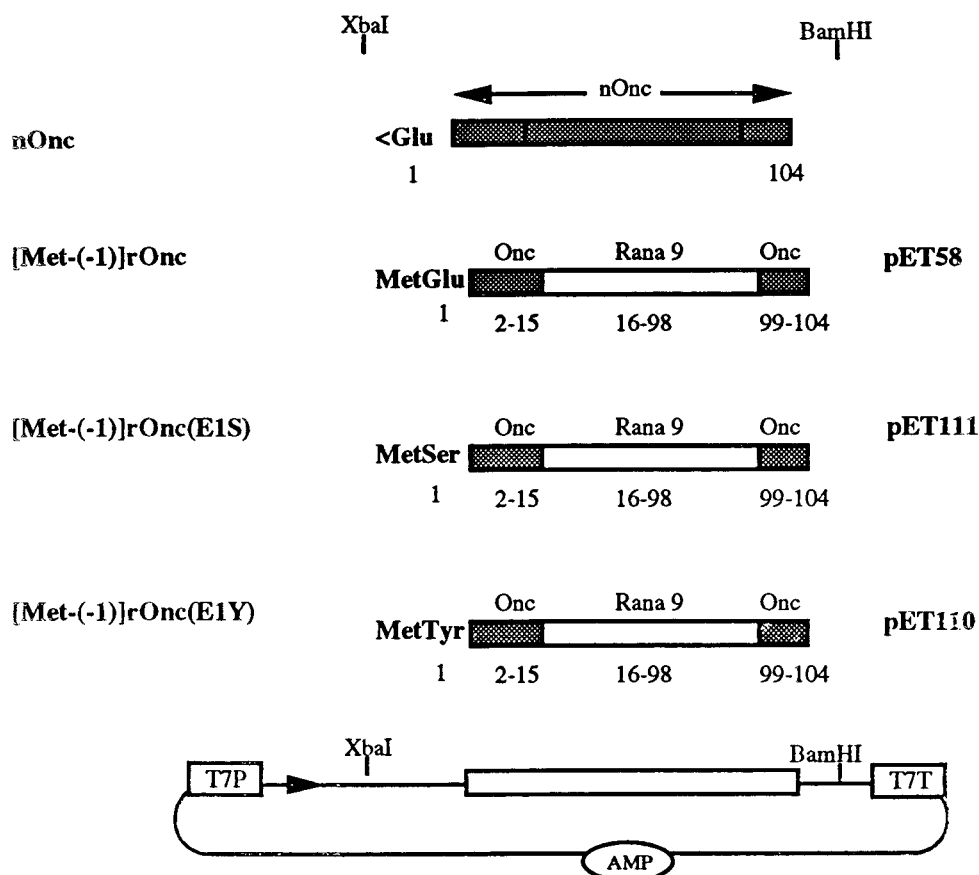 XbaI BamHI
nOnc
nOnc <Glu
1 104
[Met-(-1)]rOnc Onc Rana 9 Onc pET58
MetGlu
1 2-15 16-98 99-104
[Met-(-1)]rOnc(E1S) Onc Rana 9 Onc pET111
MetSer
1 2-15 16-98 99-104
[Met-(-1)]rOnc(E1Y) Onc Rana 9 Onc pET110
MetTyr
1 2-15 16-98 99-104
XbaI BamHI
T7P T7T
AMP